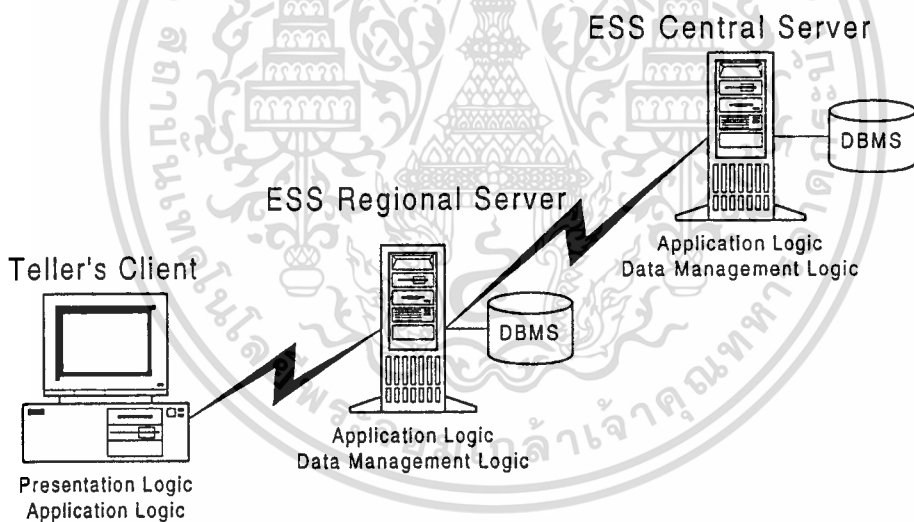 ESS Central Server
DBMS
Application Logic
Data Management Logic
ESS Regional Server
DBMS
Application Logic
Data Management Logic
Teller's Client
Presentation Logic
Application Logic